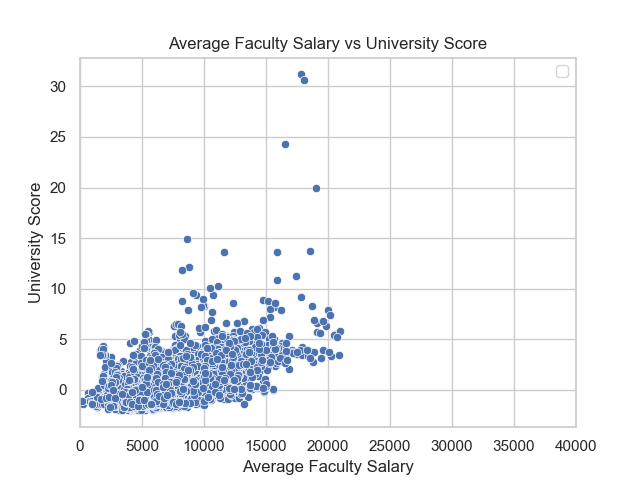 Average Faculty Salary vs University Score
30
25
20
15
10
5
0
University Score
0 5000 10000 15000 20000 25000 30000 35000 40000
Average Faculty Salary